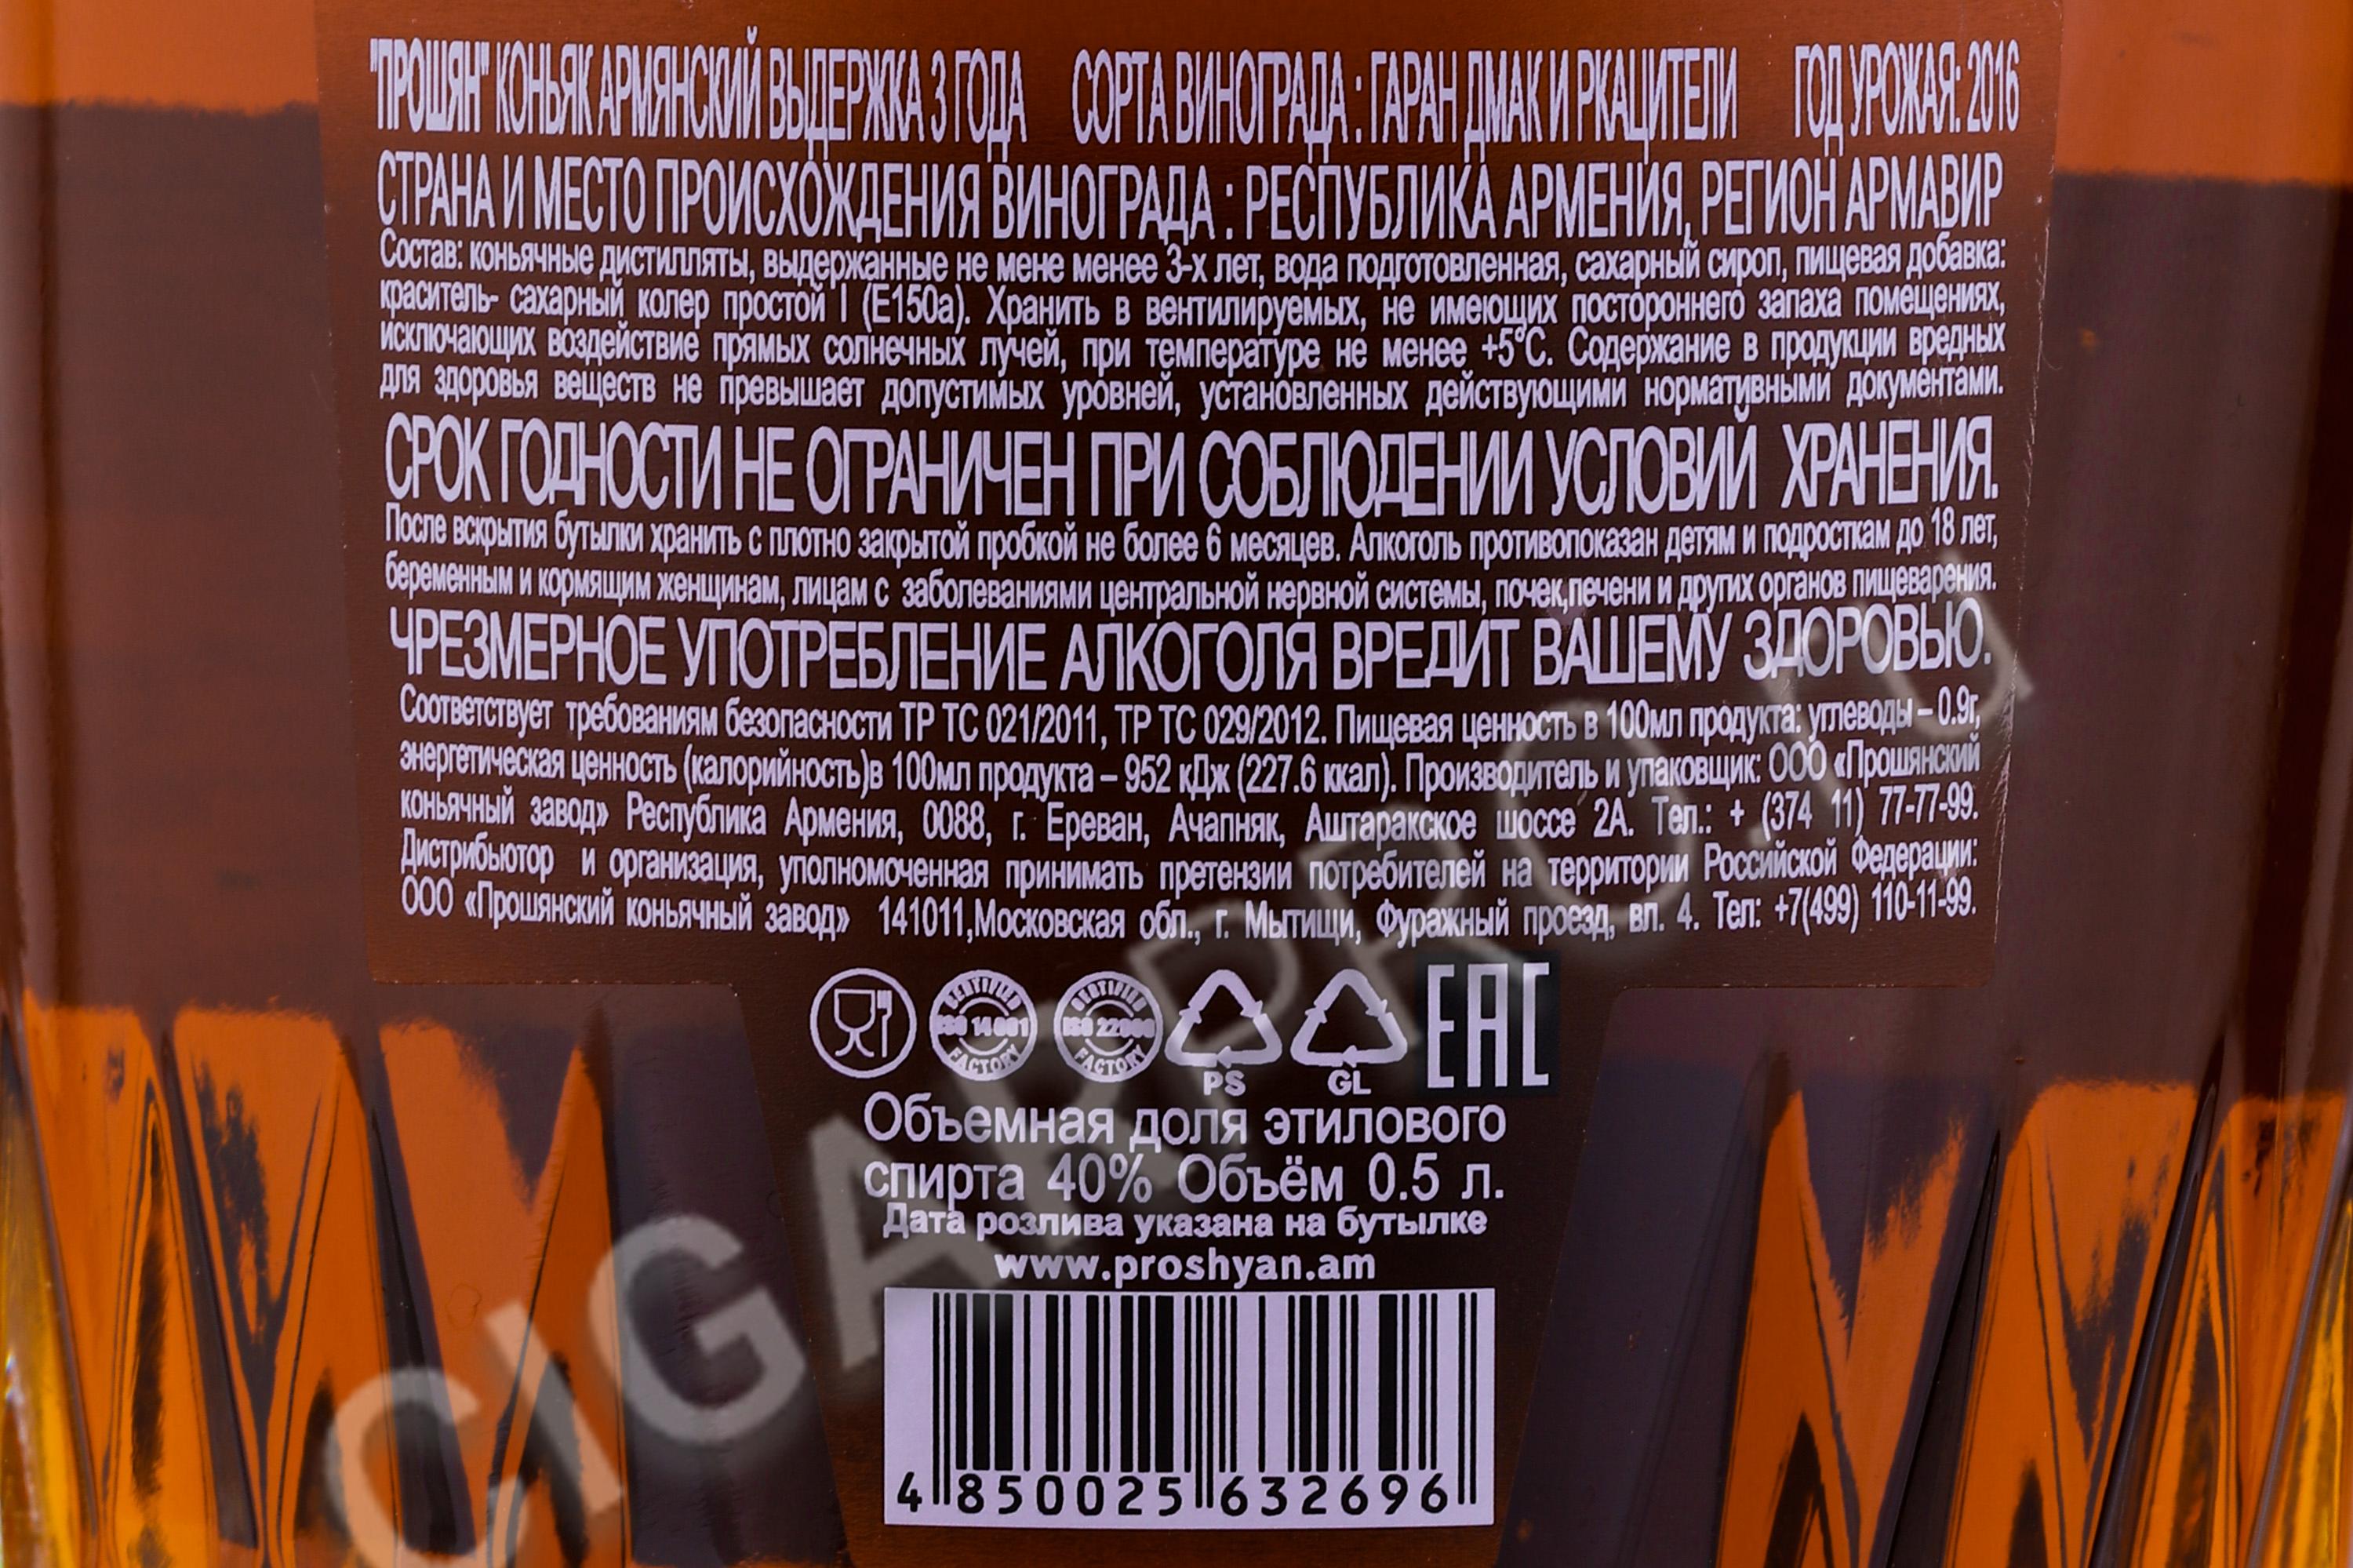 "ПРОШЯН" КОНЬЯК АРМЯНСКИЙ ВЫДЕРЖКА 3 ГОДА СОРТА ВИНОГРАДА : ГАРАН ДМАК И РКАЦИТЕЛИ ГОД УРОЖАЯ: 2016
СТРАНА И МЕСТО ПРОИСХОЖДЕНИЯ ВИНОГРАДА : РЕСПУБЛИКА АРМЕНИЯ, РЕГИОН АРМАВИР
Состав: коньячные дистилляты, выдержанные не мене менее 3-х лет, вода подготовленная, сахарный сироп, пищевая добавка:
краситель- сахарный колер простой I (Е150а). Хранить в вентилируемых, не имеющих постороннего запаха помещениях,
исключающих воздействие прямых солнечных лучей, при температуре не менее +5°С. Содержание в продукции вредных
для здоровья веществ не превышает допустимых уровней, установленных действующими нормативными документами.
СРОК ГОДНОСТИ НЕ ОГРАНИЧЕН ПРИ СОБЛЮДЕНИИ УСЛОВИЙ ХРАНЕНИЯ.
После вскрытия бутылки хранить с плотно закрытой пробкой не более 6 месяцев. Алкоголь противопоказан детям и подросткам до 18 лет,
беременным и кормящим женщинам, лицам с заболеваниями центральной нервной системы, почек,печени и других органов пищеварения.
ЧРЕЗМЕРНОЕ УПОТРЕБЛЕНИЕ АЛКОГОЛЯ ВРЕДИТ ВАШЕМУ ЗДОРОВЬЮ.
Соответствует требованиям безопасности ТР ТС 021/2011, ТР ТС 029/2012. Пищевая ценность в 100мл продукта: углеводы – 0.9г,
энергетическая ценность (калорийность)в 100мл продукта – 952 кДж (227.6 ккал). Производитель и упаковщик: ООО «Прошянский
коньячный завод» Республика Армения, 0088, г. Ереван, Ачапняк, Аштаракское шоссе 2А. Тел.: + (374 11) 77-77-99.
Дистрибьютор и организация, уполномоченная принимать претензии потребителей на территории Российской Федерации:
ООО «Прошянский коньячный завод» 141011,Московская обл., г. Мытищи, Фуражный проезд, вл. 4. Тел: +7(499) 110-11-99.
CERTIFIED ISO 14001 FACTORY CERTIFIED ISO 22000 FACTORY EAC
PS GL
Объемная доля этилового
спирта 40% Объём 0.5 л.
Дата розлива указана на бутылке
www.proshyan.am
4 850025 632696
CIGARPRO.ru